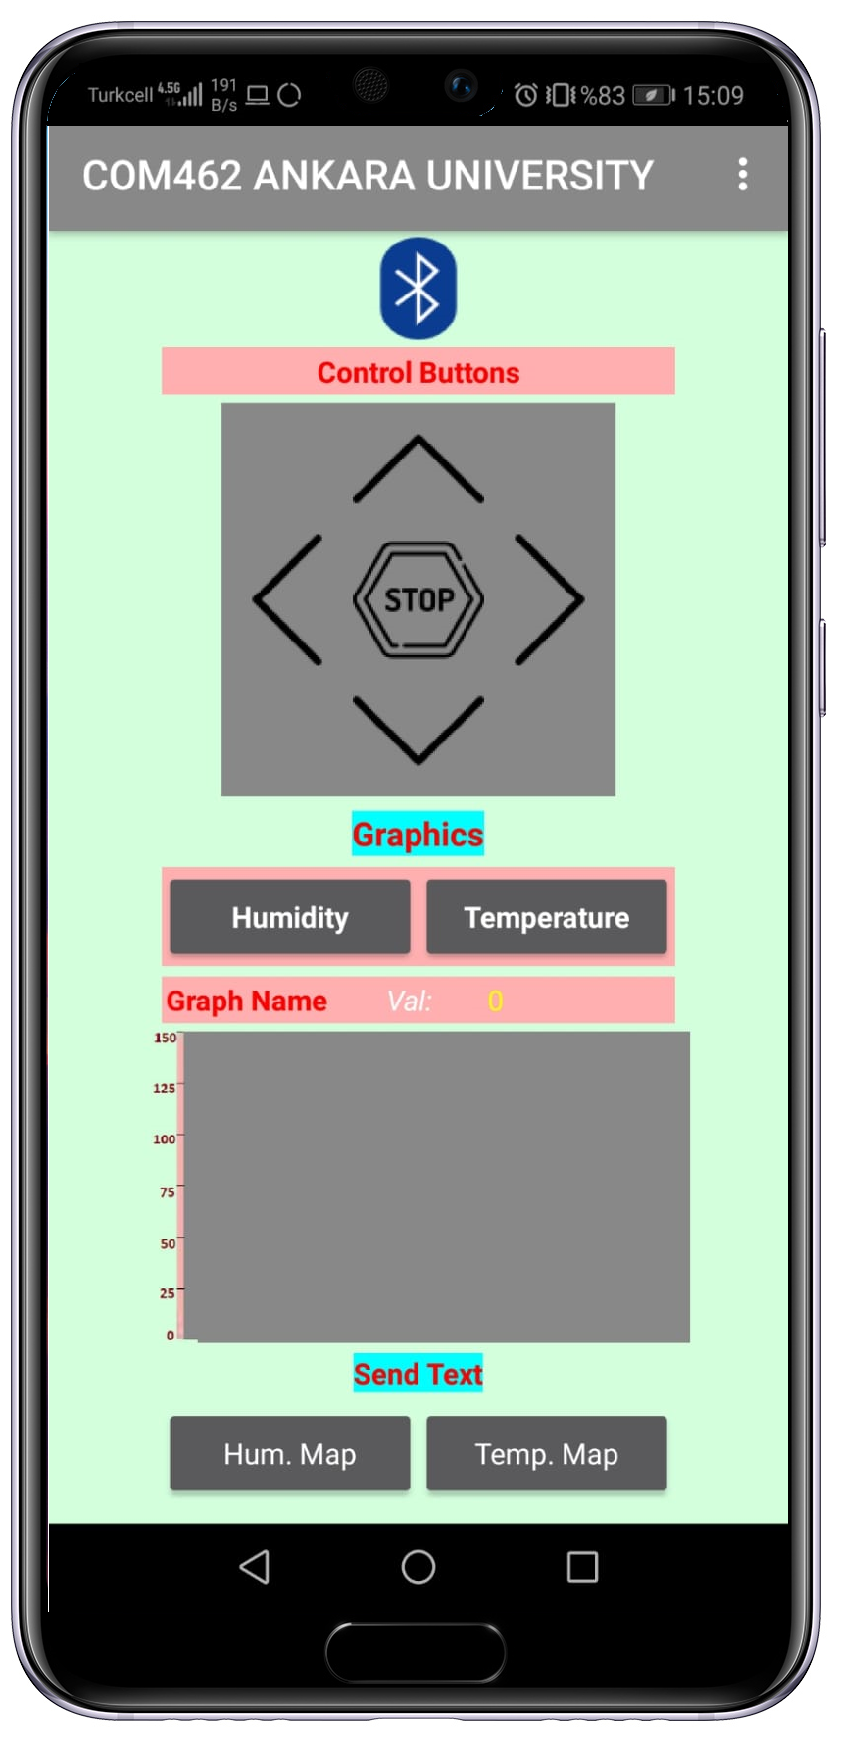 Turkcell 4.5G 191 B/s %83 15:09
COM462 ANKARA UNIVERSITY
Control Buttons
STOP
Graphics
Humidity Temperature
Graph Name Val: 0
150
125
100
75
50
25
0
Send Text
Hum. Map Temp. Map